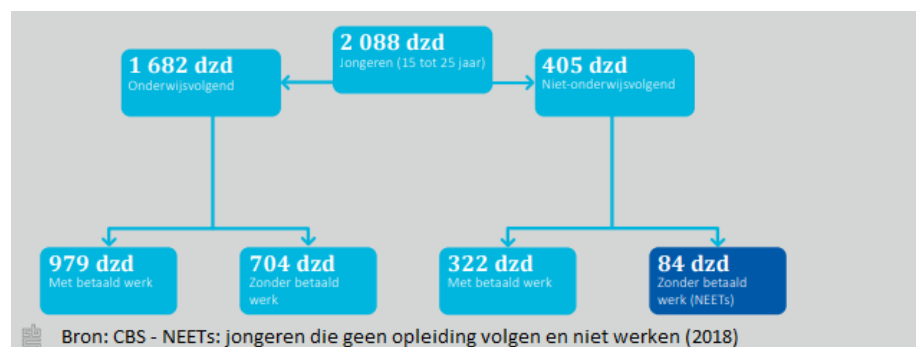 2 088 dzd
Jongeren (15 tot 25 jaar)
1 682 dzd
Onderwijsvolgend
405 dzd
Niet-onderwijsvolgend
979 dzd
Met betaald werk
704 dzd
Zonder betaald
werk
322 dzd
Met betaald werk
84 dzd
Zonder betaald
werk (NEETs)
Bron: CBS - NEETs: jongeren die geen opleiding volgen en niet werken (2018)